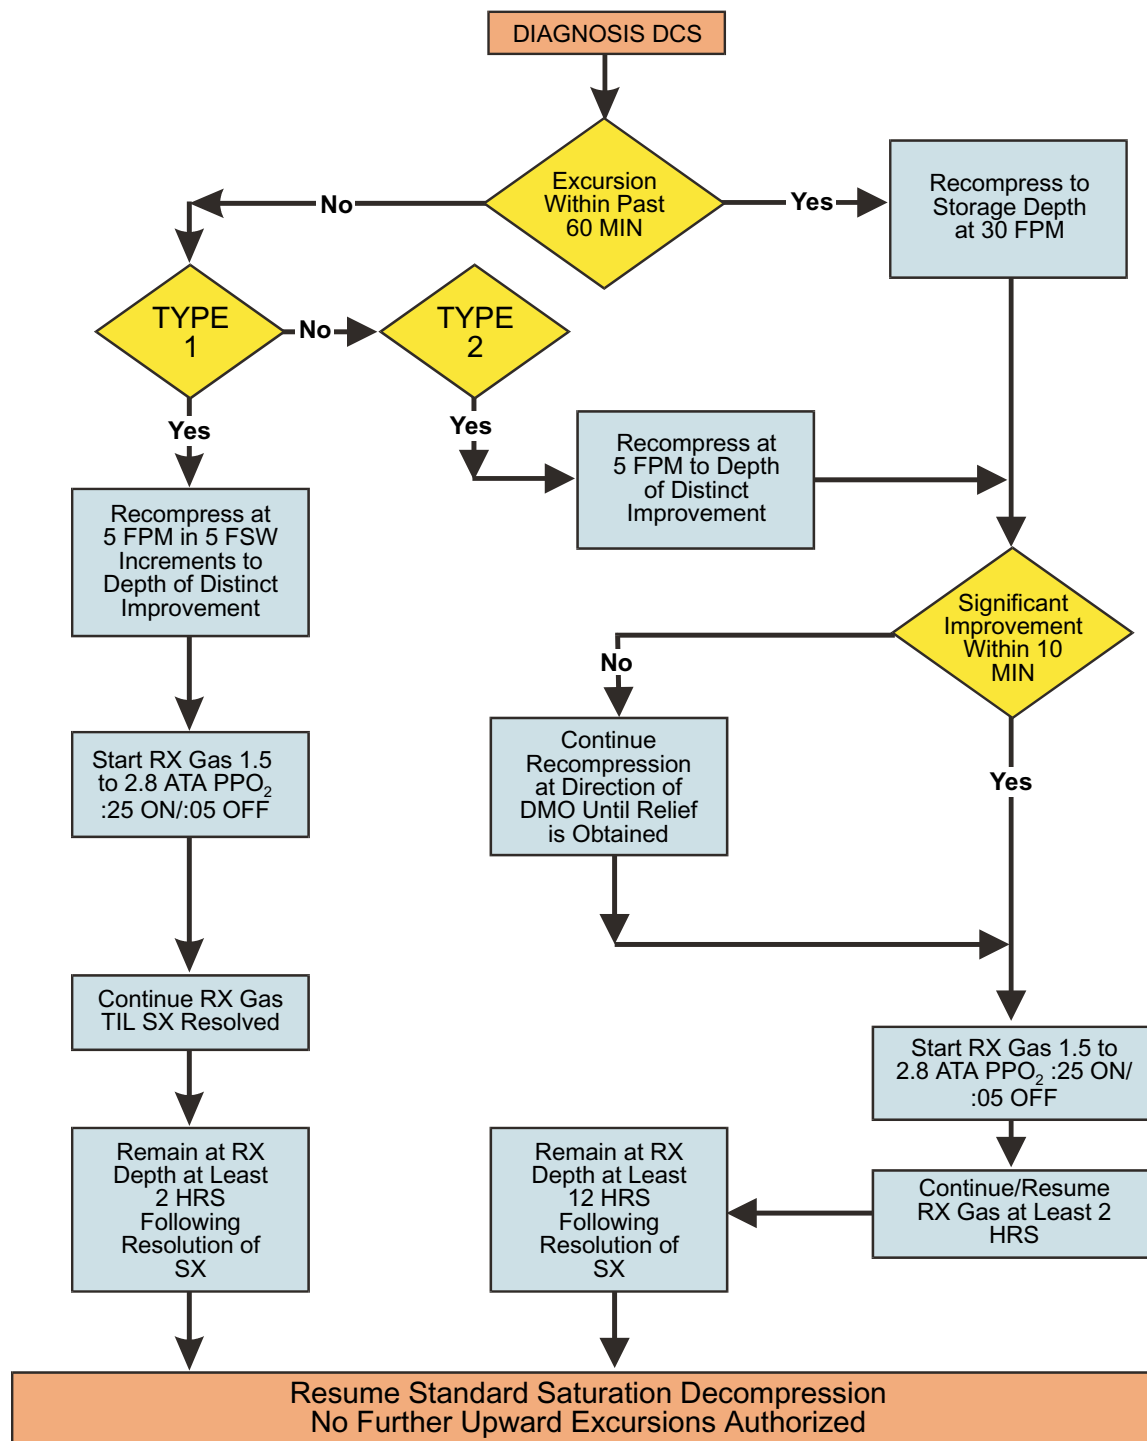 DIAGNOSIS DCS
Excursion
Within Past
60 MIN
No
Yes
Recompress to
Storage Depth
at 30 FPM
TYPE
1
No
TYPE
2
Yes
Yes
Recompress at
5 FPM to Depth
of Distinct
Improvement
Recompress at
5 FPM in 5 FSW
Increments to
Depth of Distinct
Improvement
Significant
Improvement
Within 10
MIN
No
Yes
Continue
Recompression
at Direction of
DMO Until Relief
is Obtained
Start RX Gas 1.5
to 2.8 ATA PPO₂
:25 ON/:05 OFF
Continue RX Gas
TIL SX Resolved
Start RX Gas 1.5 to
2.8 ATA PPO₂ :25 ON/
:05 OFF
Remain at RX
Depth at Least
2 HRS
Following
Resolution of
SX
Remain at RX
Depth at Least
12 HRS
Following
Resolution of
SX
Continue/Resume
RX Gas at Least 2
HRS
Resume Standard Saturation Decompression
No Further Upward Excursions Authorized